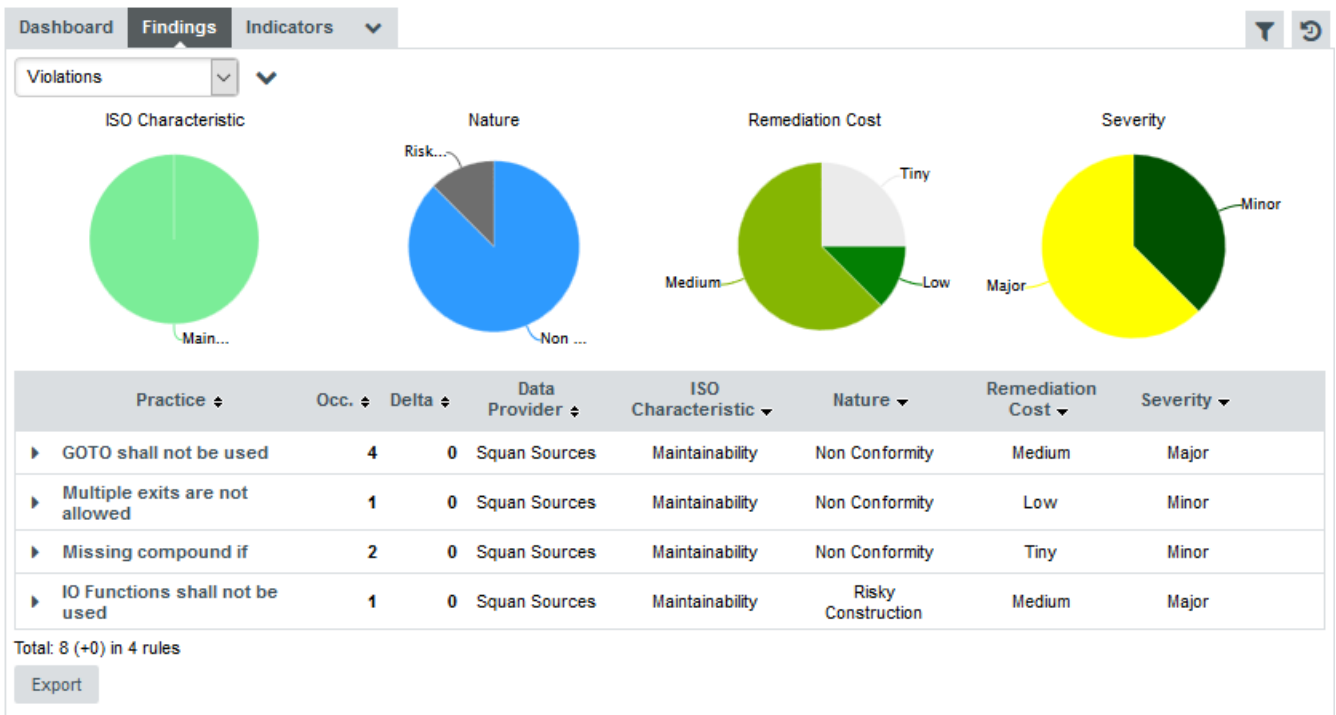 Dashboard Findings Indicators
Violations
ISO Characteristic Nature Remediation Cost Severity
Risk...
Tiny
Minor
Medium Low Major
Main... Non ...
Practice Occ. Delta Data Provider ISO Characteristic Nature Remediation Cost Severity
GOTO shall not be used 4 0 Squan Sources Maintainability Non Conformity Medium Major
Multiple exits are not
allowed 1 0 Squan Sources Maintainability Non Conformity Low Minor
Missing compound if 2 0 Squan Sources Maintainability Non Conformity Tiny Minor
IO Functions shall not be
used 1 0 Squan Sources Maintainability Risky Construction Medium Major
Total: 8 (+0) in 4 rules
Export